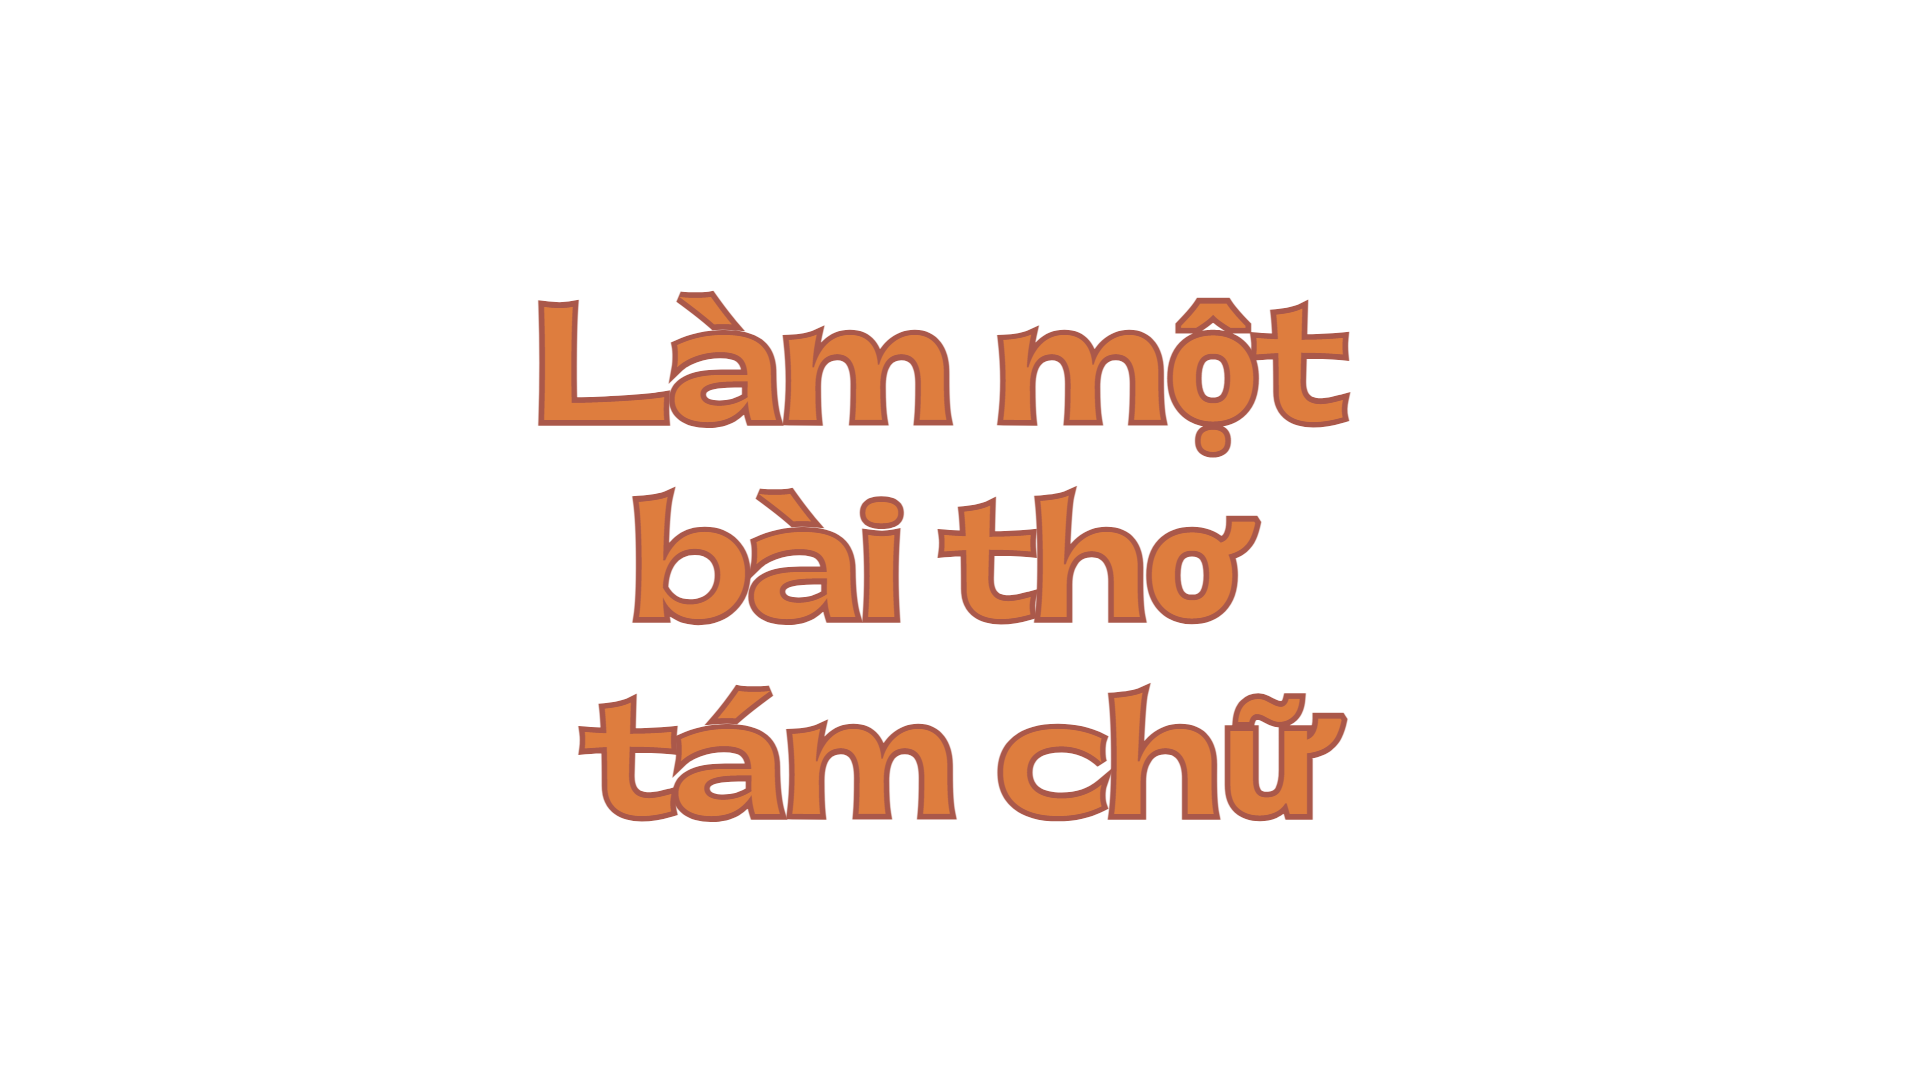 Làm một
bài thơ
tám chữ